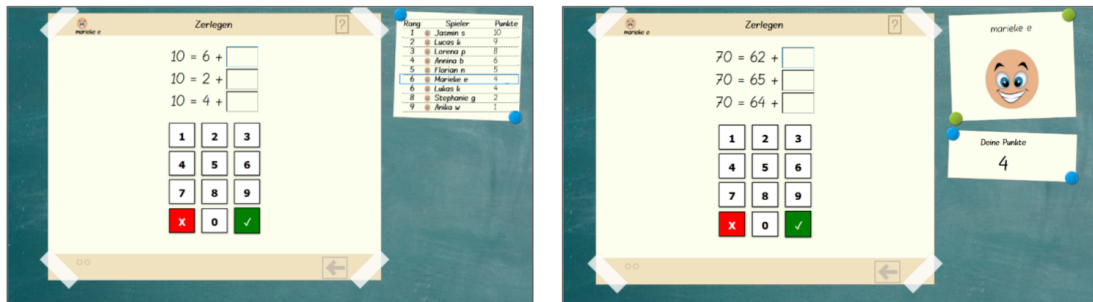 Zerlegen
?
marieke e
10 = 6 +
10 = 2 +
10 = 4 +
1 2 3
4 5 6
7 8 9
X 0 ✓
Rang Spieler Punkte
1 Jasmin s 10
2 Lucas k 9
3 Lorena p 8
4 Annina b 6
5 Florian n 5
6 Marieke e 4
6 Lukas k 4
8 Stephanie g 2
9 Anika w 1
Zerlegen
?
marieke e
70 = 62 +
70 = 65 +
70 = 64 +
1 2 3
4 5 6
7 8 9
X 0 ✓
marieke e
Deine Punkte
4